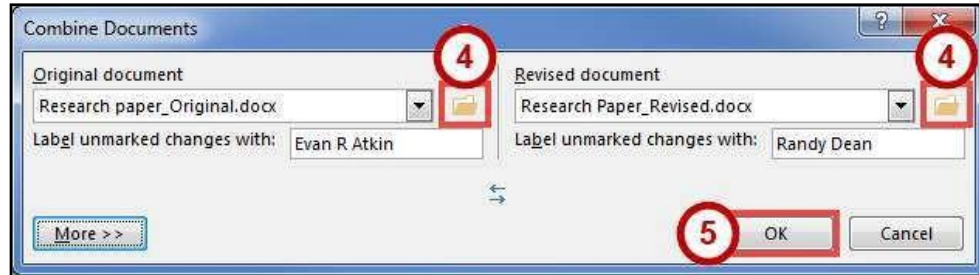 Combine Documents ?
4 4
Original document Revised document
Research paper_Original.docx Research Paper_Revised.docx
Label unmarked changes with: Evan R Atkin Label unmarked changes with: Randy Dean
More >> 5 OK Cancel